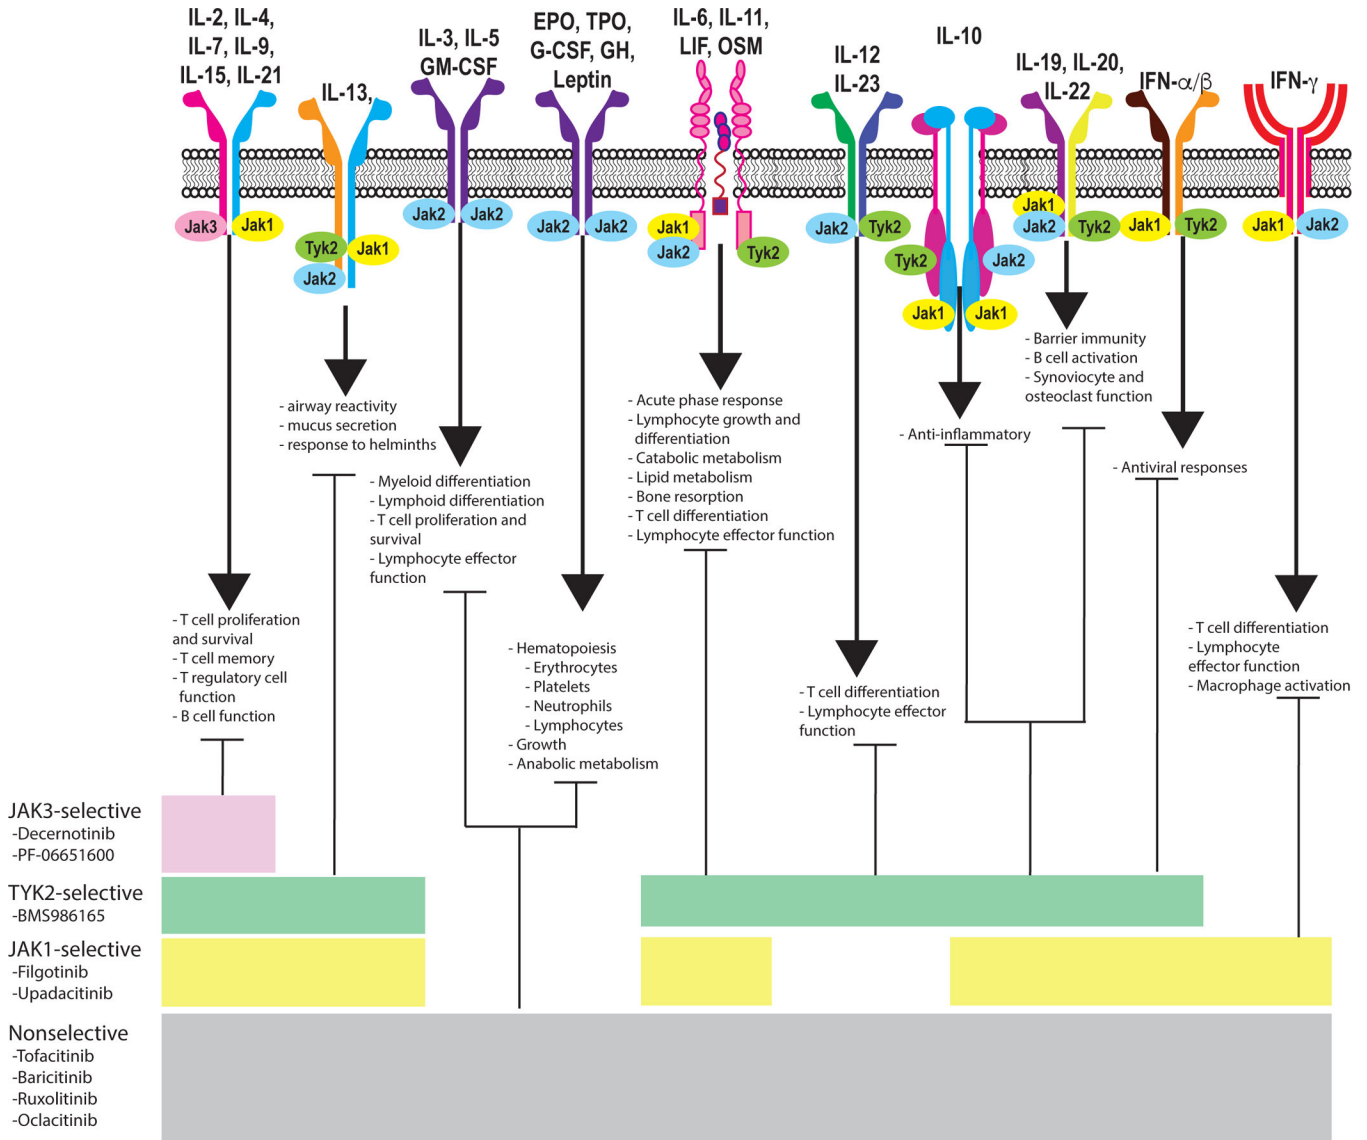 IL-2, IL-4,
IL-7, IL-9,
IL-15, IL-21
IL-13,
IL-3, IL-5
GM-CSF
EPO, TPO,
G-CSF, GH,
Leptin
IL-6, IL-11,
LIF, OSM
IL-12
IL-23
IL-10
IL-19, IL-20,
IL-22
IFN-α/β
IFN-γ
Jak3
Jak1
Tyk2
Jak1
Jak2
Jak2
Jak2
Jak2
Jak2
Jak1
Jak2
Tyk2
Jak2
Tyk2
Tyk2
Jak2
Jak1
Jak1
Jak1
Jak2
Tyk2
Jak1
Tyk2
Jak1
Jak2
- T cell proliferation
and survival
- T cell memory
- T regulatory cell
function
- B cell function
- airway reactivity
- mucus secretion
- response to helminths
- Myeloid differentiation
- Lymphoid differentiation
- T cell proliferation and
survival
- Lymphocyte effector
function
- Hematopoiesis
- Erythrocytes
- Platelets
- Neutrophils
- Lymphocytes
- Growth
- Anabolic metabolism
- Acute phase response
- Lymphocyte growth and
differentiation
- Catabolic metabolism
- Lipid metabolism
- Bone resorption
- T cell differentiation
- Lymphocyte effector function
- T cell differentiation
- Lymphocyte effector
function
- Anti-inflammatory
- Barrier immunity
- B cell activation
- Synoviocyte and
osteoclast function
- Antiviral responses
- T cell differentiation
- Lymphocyte
effector function
- Macrophage activation
JAK3-selective
-Decernotinib
-PF-06651600
TYK2-selective
-BMS986165
JAK1-selective
-Filgotinib
-Upadacitinib
Nonselective
-Tofacitinib
-Baricitinib
-Ruxolitinib
-Oclacitinib